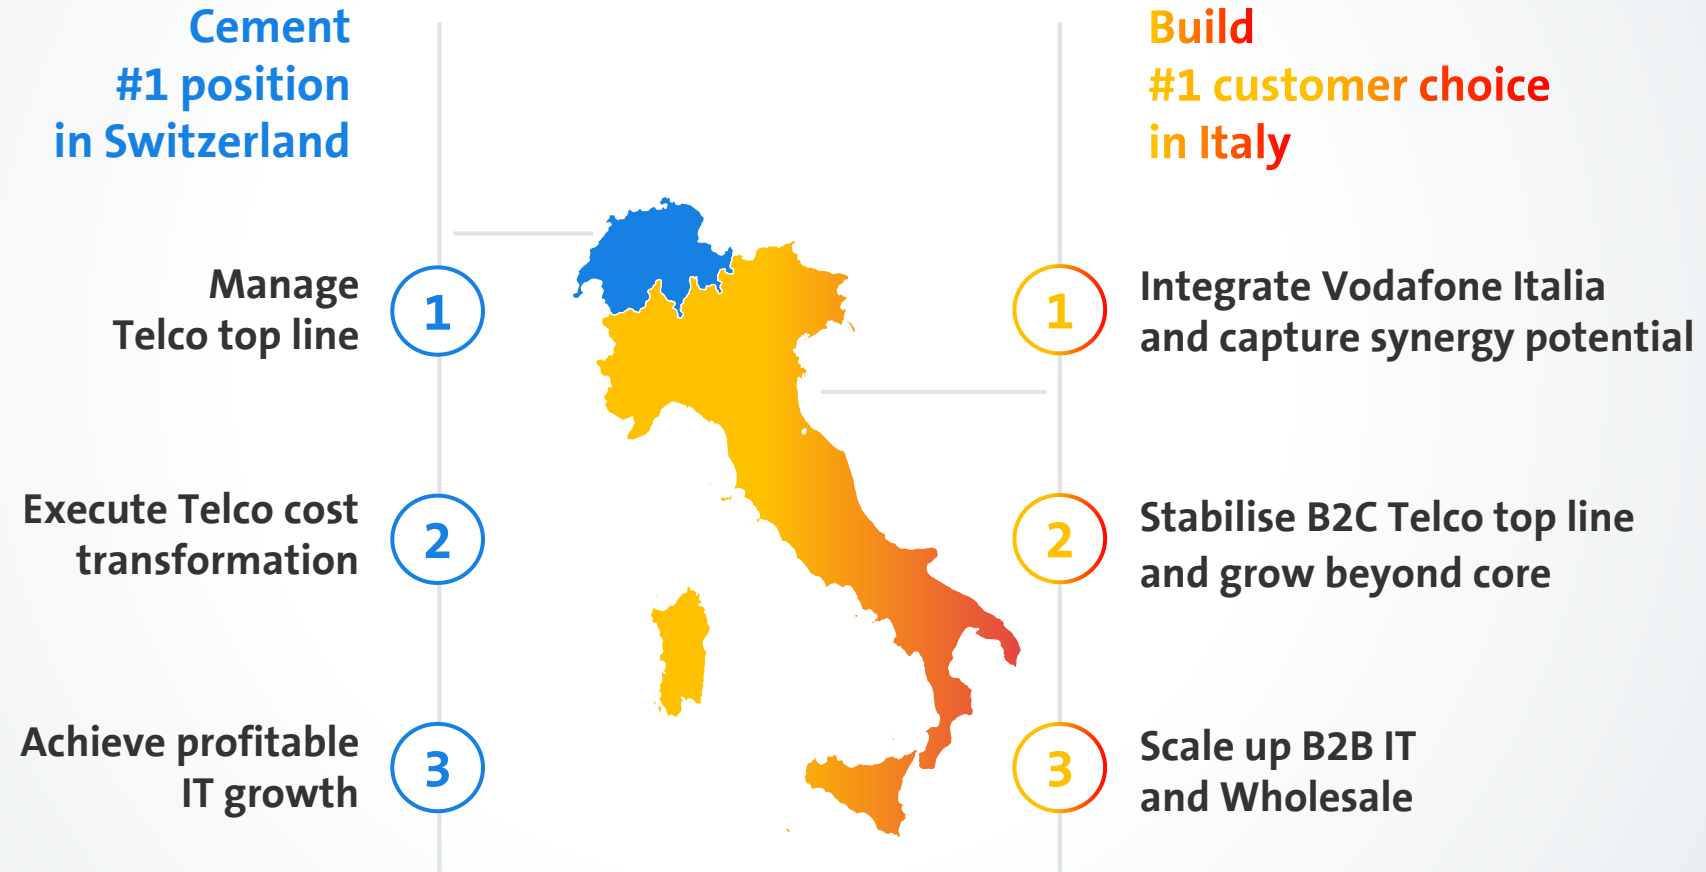 Cement
#1 position
in Switzerland
Manage
Telco top line
1
Execute Telco cost
transformation
2
Achieve profitable
IT growth
3
Build
#1 customer choice
in Italy
1
Integrate Vodafone Italia
and capture synergy potential
2
Stabilise B2C Telco top line
and grow beyond core
3
Scale up B2B IT
and Wholesale